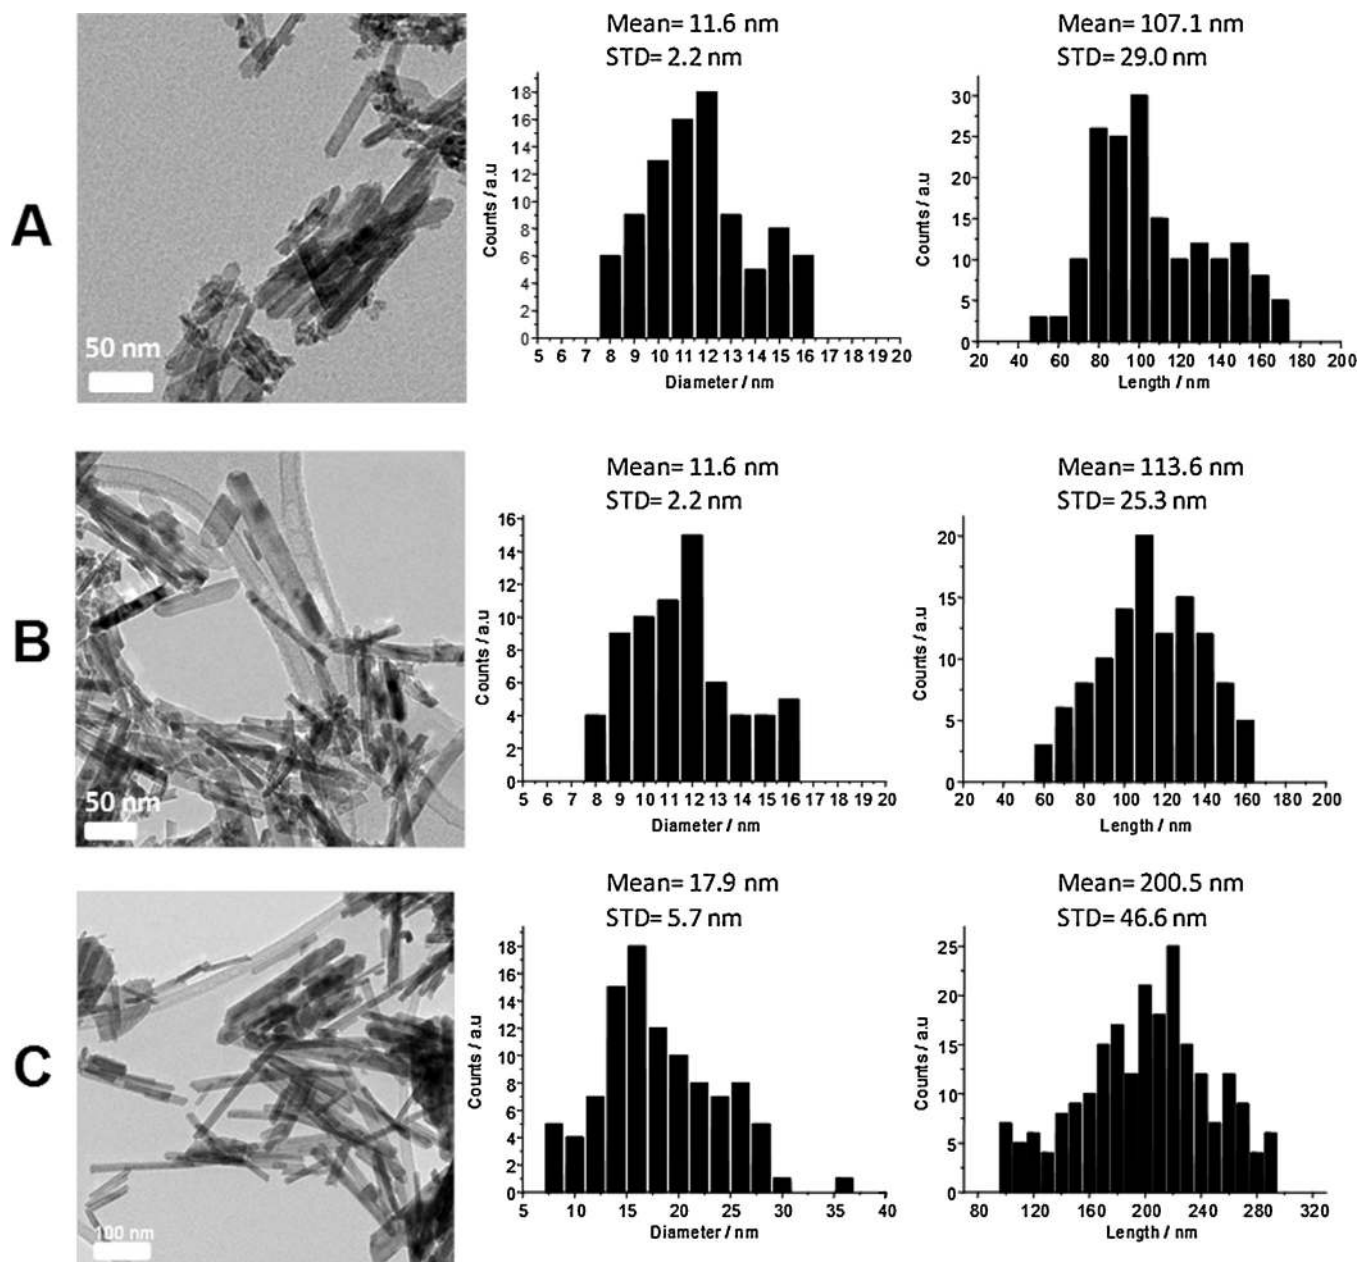 A
50 nm
Mean= 11.6 nm
STD= 2.2 nm
Counts / a.u
18
16
14
12
10
8
6
4
2
0
5 6 7 8 9 10 11 12 13 14 15 16 17 18 19 20
Diameter / nm
Mean= 107.1 nm
STD= 29.0 nm
Counts / a.u
30
25
20
15
10
5
0
20 40 60 80 100 120 140 160 180 200
Length / nm
B
50 nm
Mean= 11.6 nm
STD= 2.2 nm
Counts / a.u
16
14
12
10
8
6
4
2
0
5 6 7 8 9 10 11 12 13 14 15 16 17 18 19 20
Diameter / nm
Mean= 113.6 nm
STD= 25.3 nm
Counts / a.u
20
15
10
5
0
20 40 60 80 100 120 140 160 180 200
Length / nm
C
100 nm
Mean= 17.9 nm
STD= 5.7 nm
Counts / a.u
18
16
14
12
10
8
6
4
2
0
5 10 15 20 25 30 35 40
Diameter / nm
Mean= 200.5 nm
STD= 46.6 nm
Counts / a.u
25
20
15
10
5
0
80 120 160 200 240 280 320
Length / nm